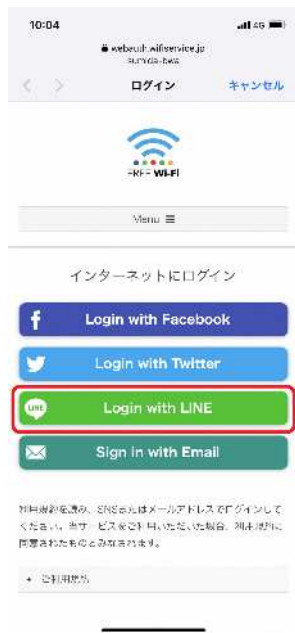 10:04
4G
webauth.wifiservice.jp
sumida-bwa
ログイン
キャンセル
FREE Wi-Fi
Menu
インターネットにログイン
f
Login with Facebook
Login with Twitter
LINE
Login with LINE
Sign in with Email
利用規約を読み、SNSまたはメールアドレスでログインして
ください。当サービスをご利用いただいた場合、利用規約に
同意されたものとみなされます。
+ ご利用規約